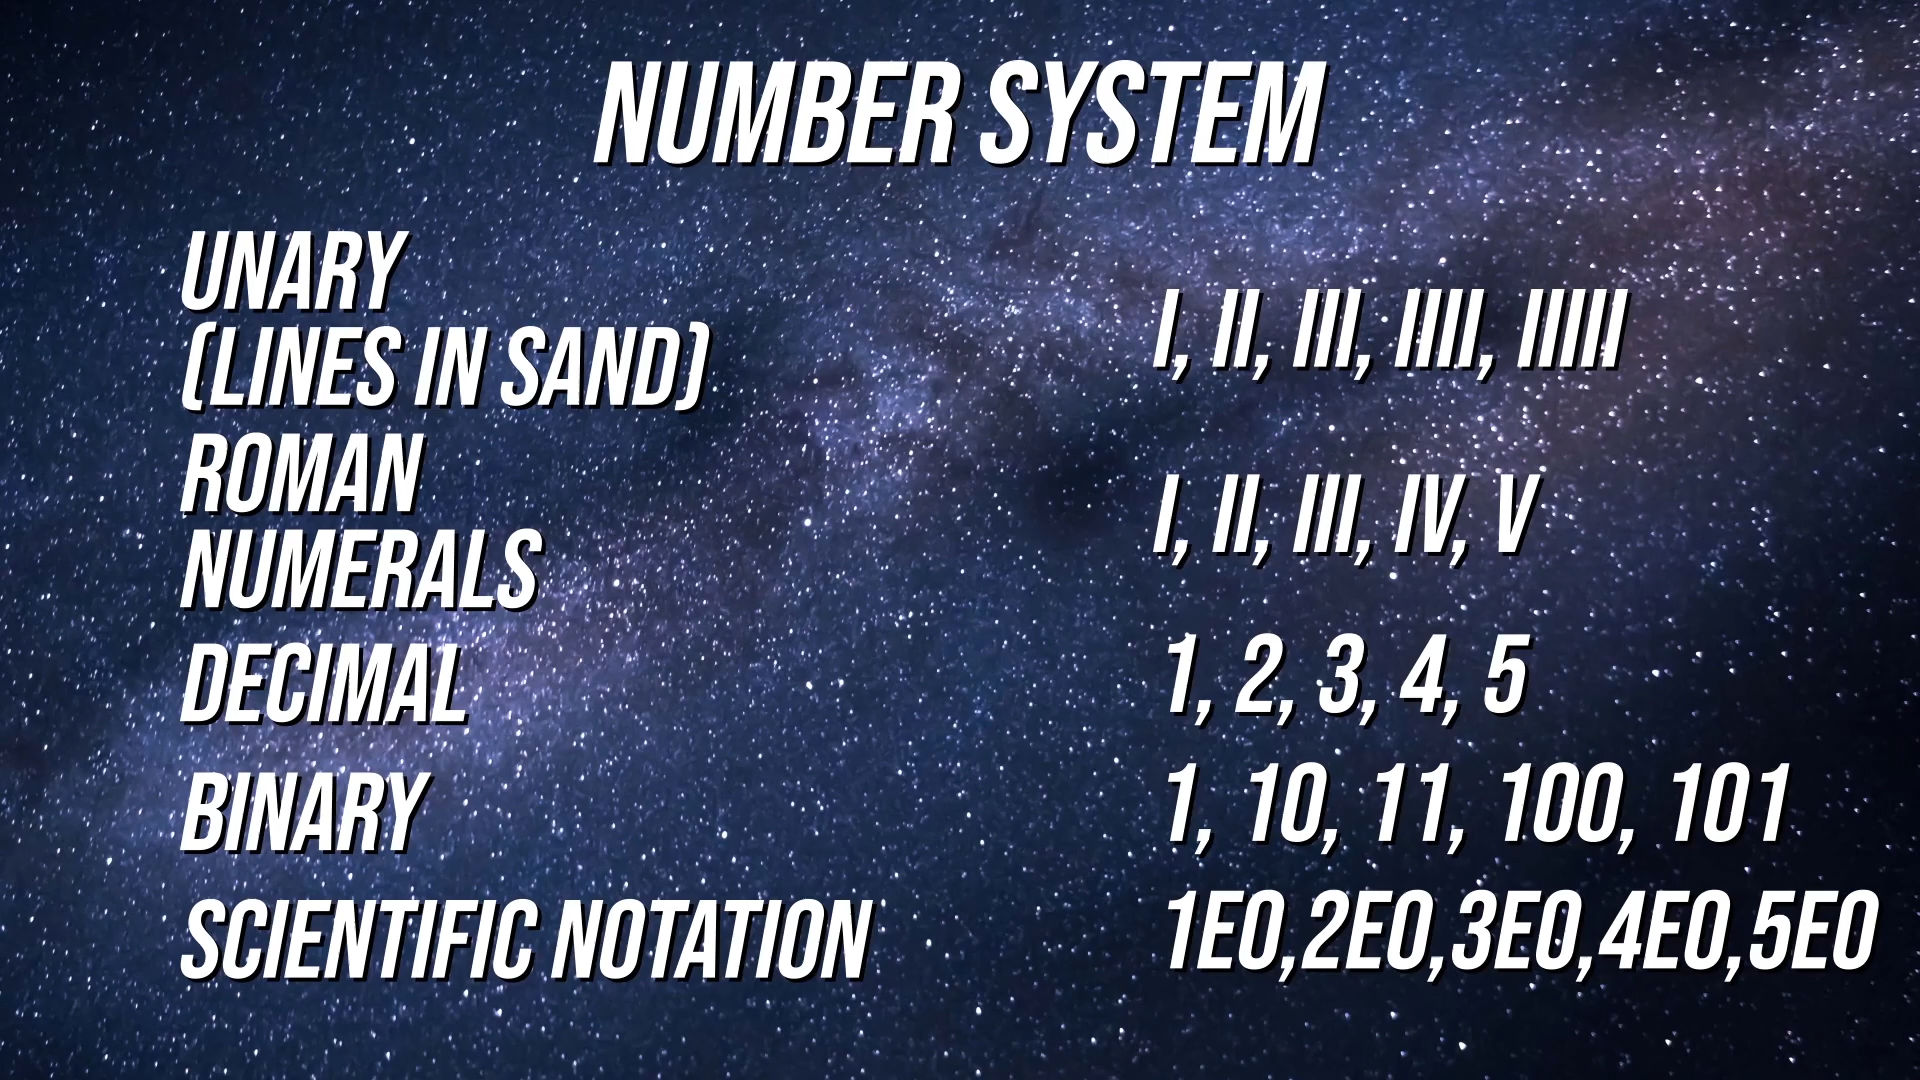 NUMBER SYSTEM
UNARY
(LINES IN SAND)
I, II, III, IIII, IIIII
ROMAN
NUMERALS
I, II, III, IV, V
DECIMAL
1, 2, 3, 4, 5
BINARY
1, 10, 11, 100, 101
SCIENTIFIC NOTATION
1E0,2E0,3E0,4E0,5E0